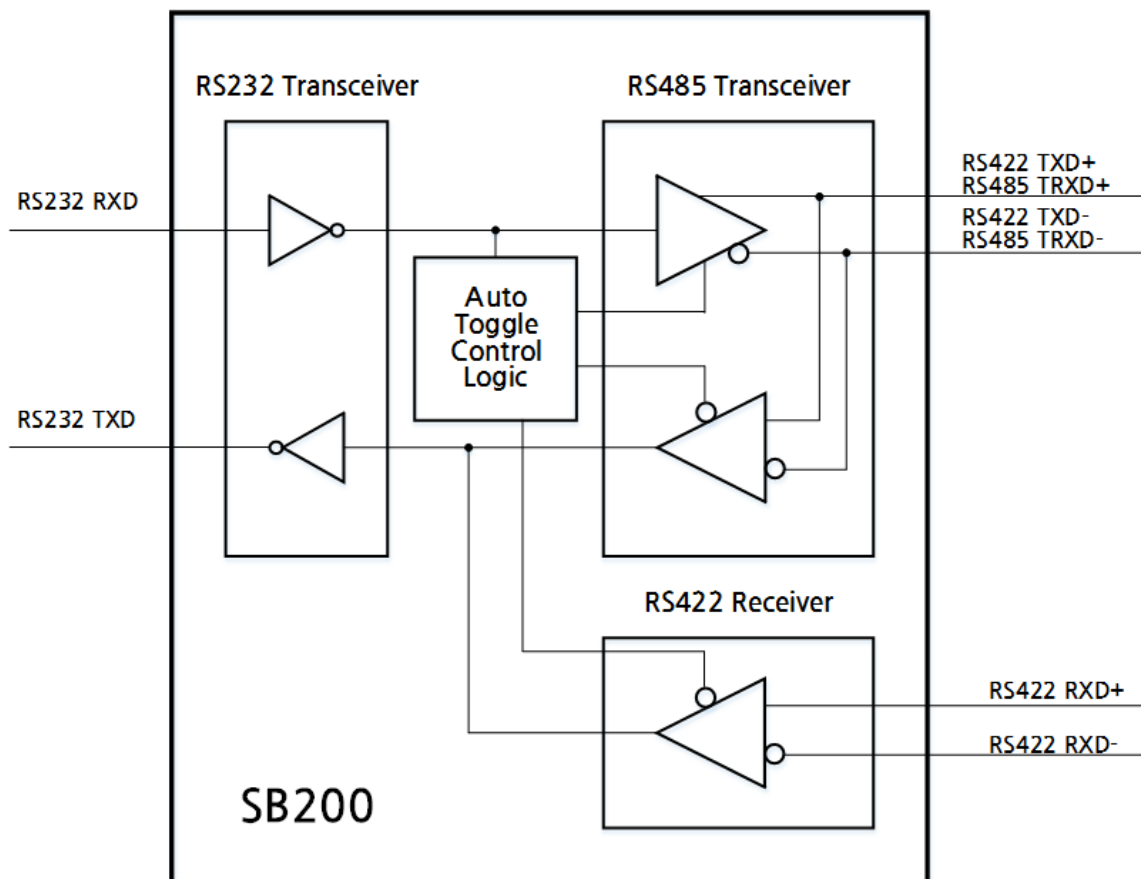 RS232 Transceiver
RS485 Transceiver
RS232 RXD
RS422 TXD+
RS485 TRXD+
RS422 TXD-
RS485 TRXD-
Auto
Toggle
Control
Logic
RS232 TXD
RS422 Receiver
RS422 RXD+
RS422 RXD-
SB200